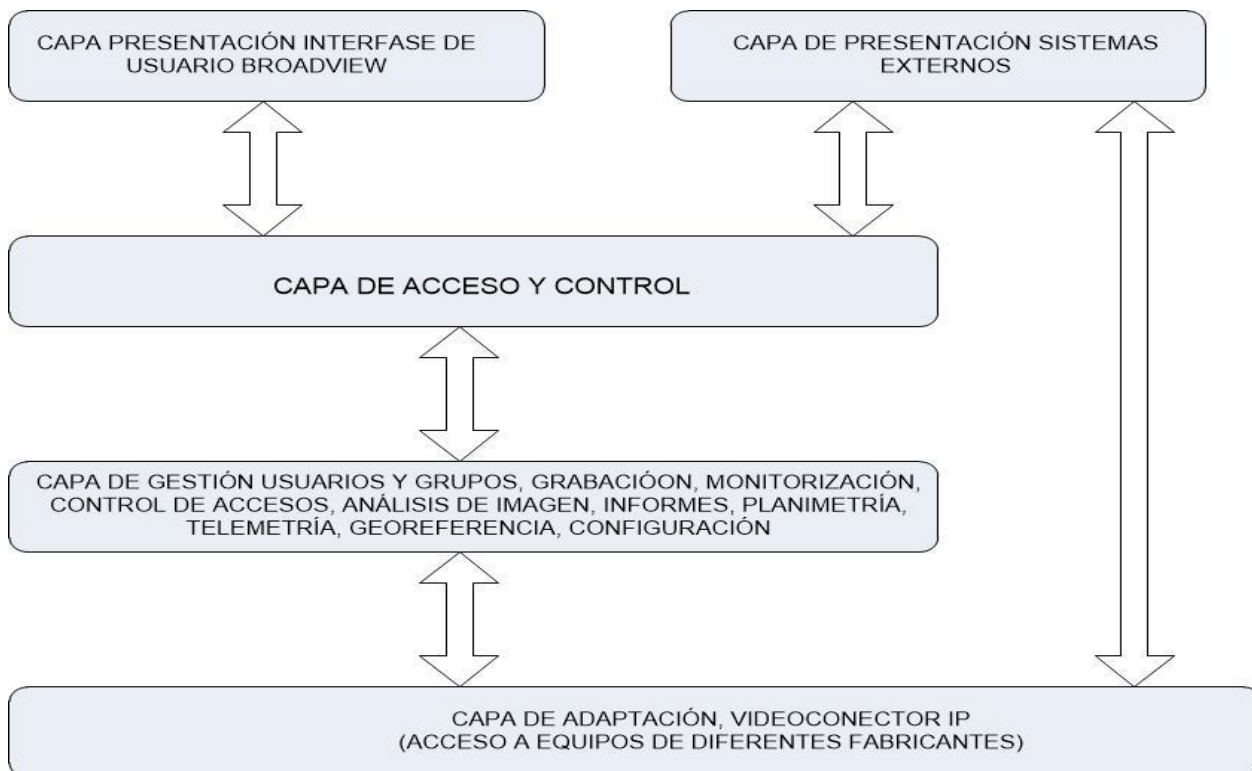 CAPA PRESENTACIÓN INTERFASE DE
USUARIO BROADVIEW
CAPA DE PRESENTACIÓN SISTEMAS
EXTERNOS
CAPA DE ACCESO Y CONTROL
CAPA DE GESTIÓN USUARIOS Y GRUPOS, GRABACIÓON, MONITORIZACIÓN,
CONTROL DE ACCESOS, ANÁLISIS DE IMAGEN, INFORMES, PLANIMETRÍA,
TELEMETRÍA, GEOREFERENCIA, CONFIGURACIÓN
CAPA DE ADAPTACIÓN, VIDEOCONECTOR IP
(ACCESO A EQUIPOS DE DIFERENTES FABRICANTES)